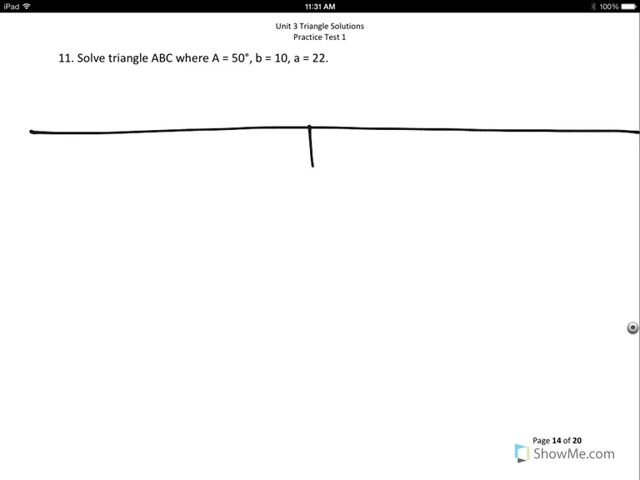 iPad 11:31 AM 100%
Unit 3 Triangle Solutions
Practice Test 1
11. Solve triangle ABC where A = 50°, b = 10, a = 22.
Page 14 of 20
ShowMe.com